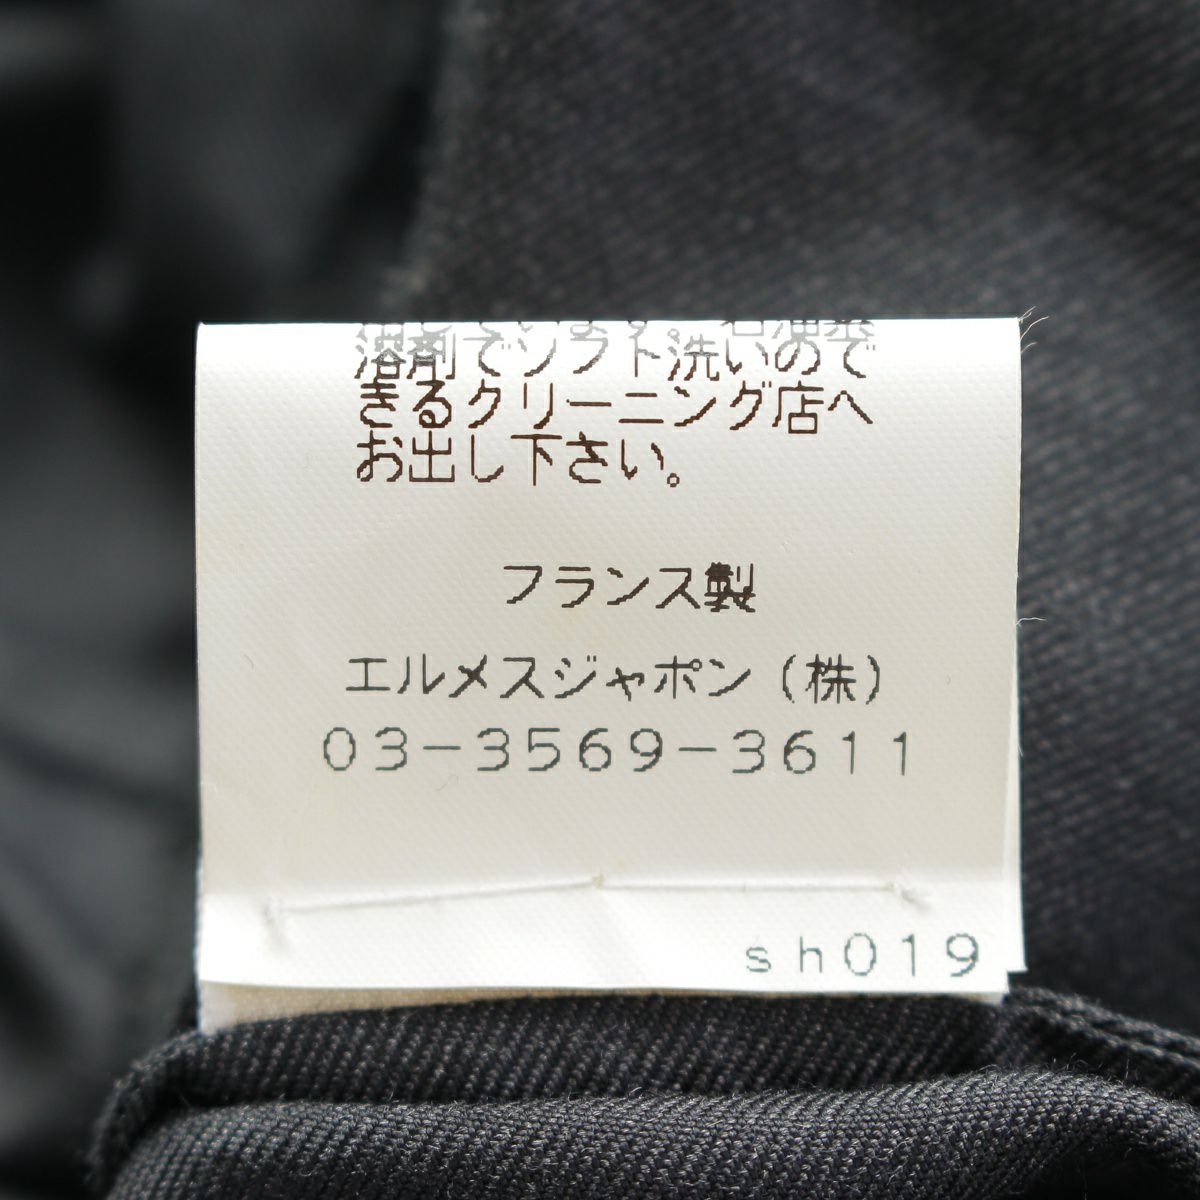 溶剤でソフト洗いので
きるクリーニング店へ
お出し下さい。
フランス製
エルメスジャポン(株)
03-3569-3611
sh019